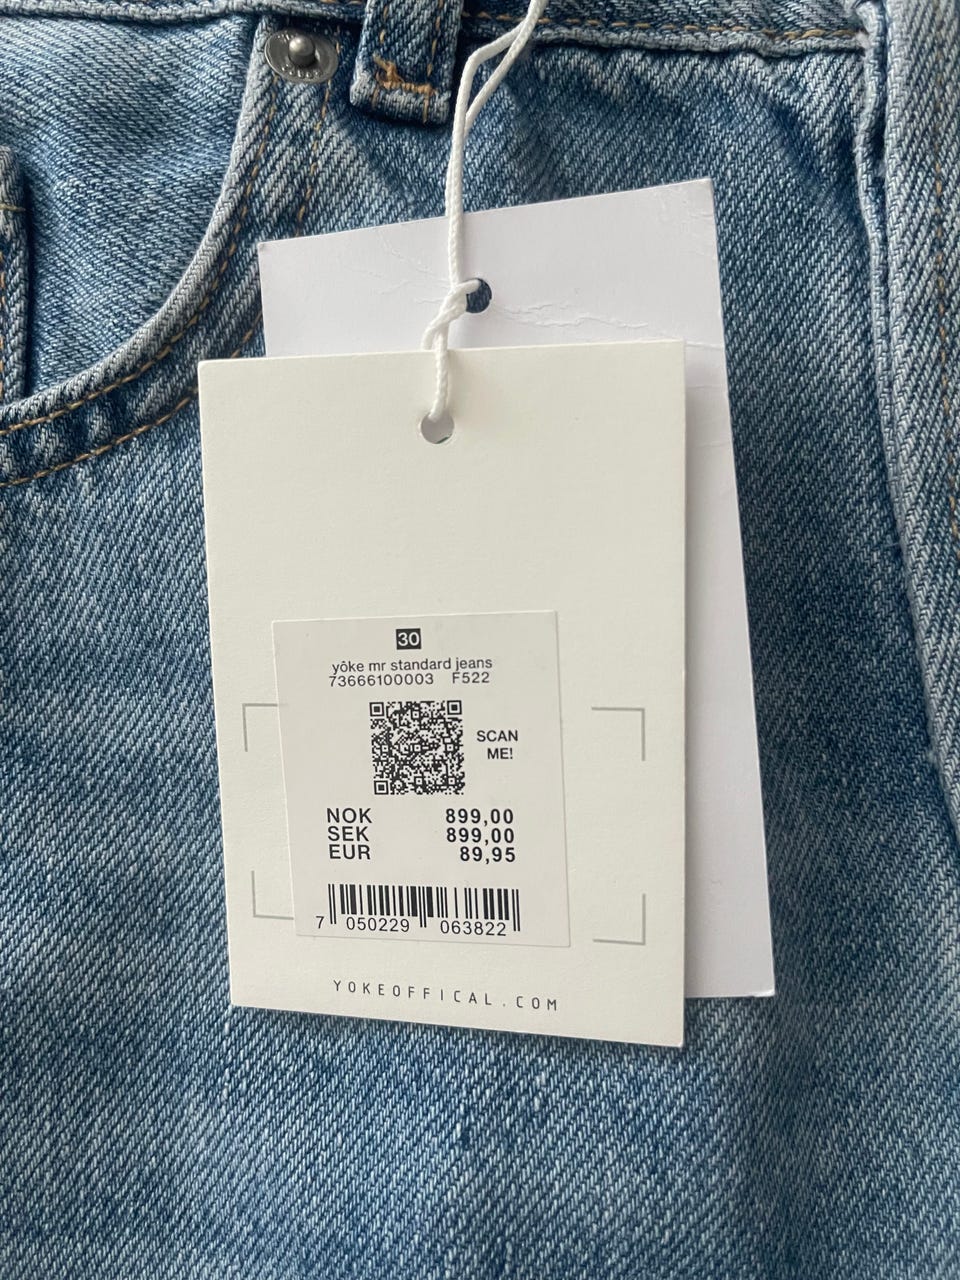 30
yôke mr standard jeans
73666100003 F522
SCAN
ME!
NOK 899,00
SEK 899,00
EUR 89,95
7 050229 063822
YOKEOFFICAL.COM